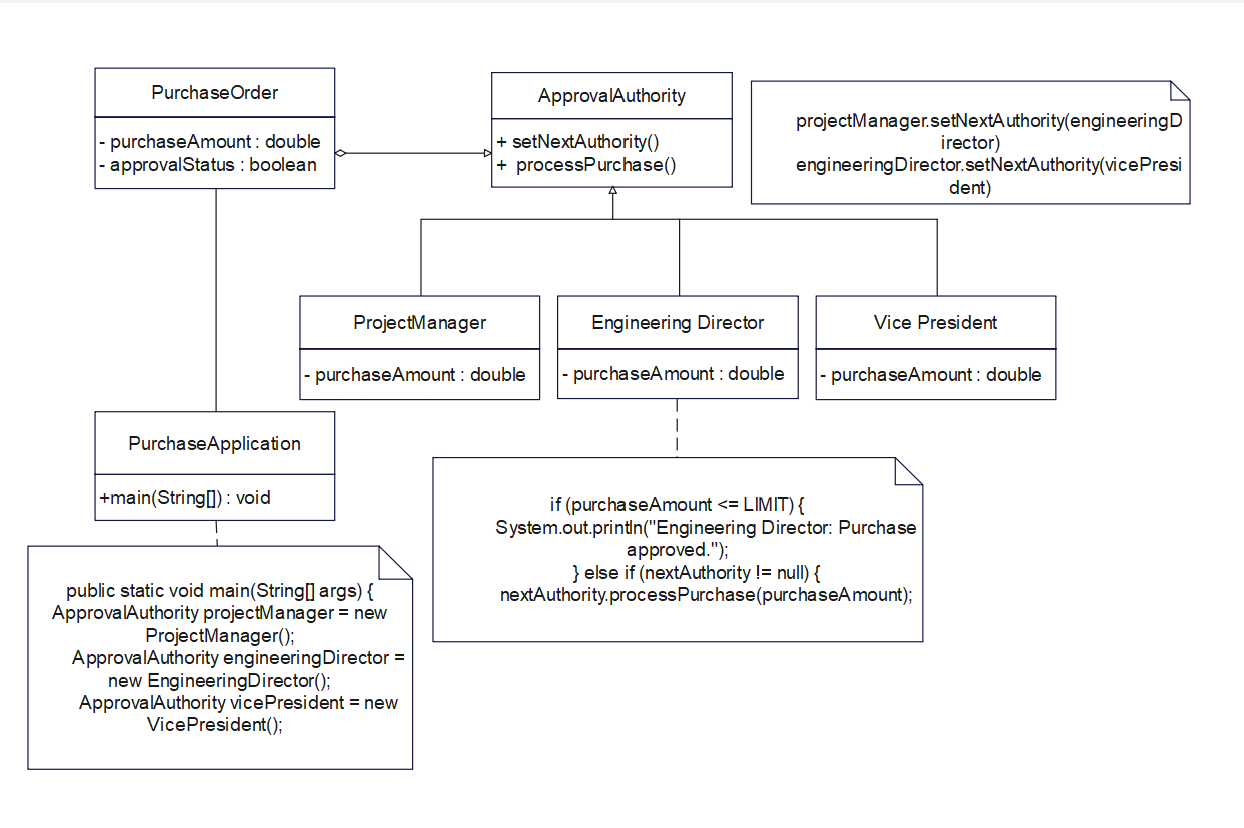 PurchaseOrder
- purchaseAmount : double
- approvalStatus : boolean
ApprovalAuthority
+ setNextAuthority()
+ processPurchase()
projectManager.setNextAuthority(engineeringD
irector)
engineeringDirector.setNextAuthority(vicePresi
dent)
ProjectManager
- purchaseAmount : double
Engineering Director
- purchaseAmount : double
Vice President
- purchaseAmount : double
PurchaseApplication
+main(String[]) : void
if (purchaseAmount <= LIMIT) {
System.out.println("Engineering Director: Purchase
approved.");
} else if (nextAuthority != null) {
nextAuthority.processPurchase(purchaseAmount);
public static void main(String[] args) {
ApprovalAuthority projectManager = new
ProjectManager();
ApprovalAuthority engineeringDirector =
new EngineeringDirector();
ApprovalAuthority vicePresident = new
VicePresident();